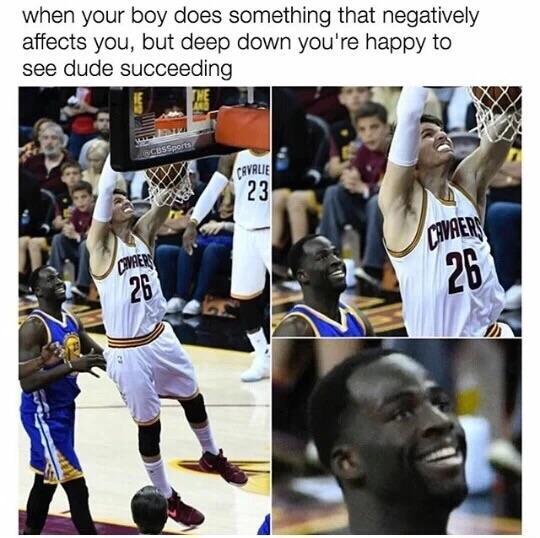 when your boy does something that negatively
affects you, but deep down you're happy to
see dude succeeding
@CBSSports
CAVALIE
23
CAVALIERS
26
CAVALIERS
26